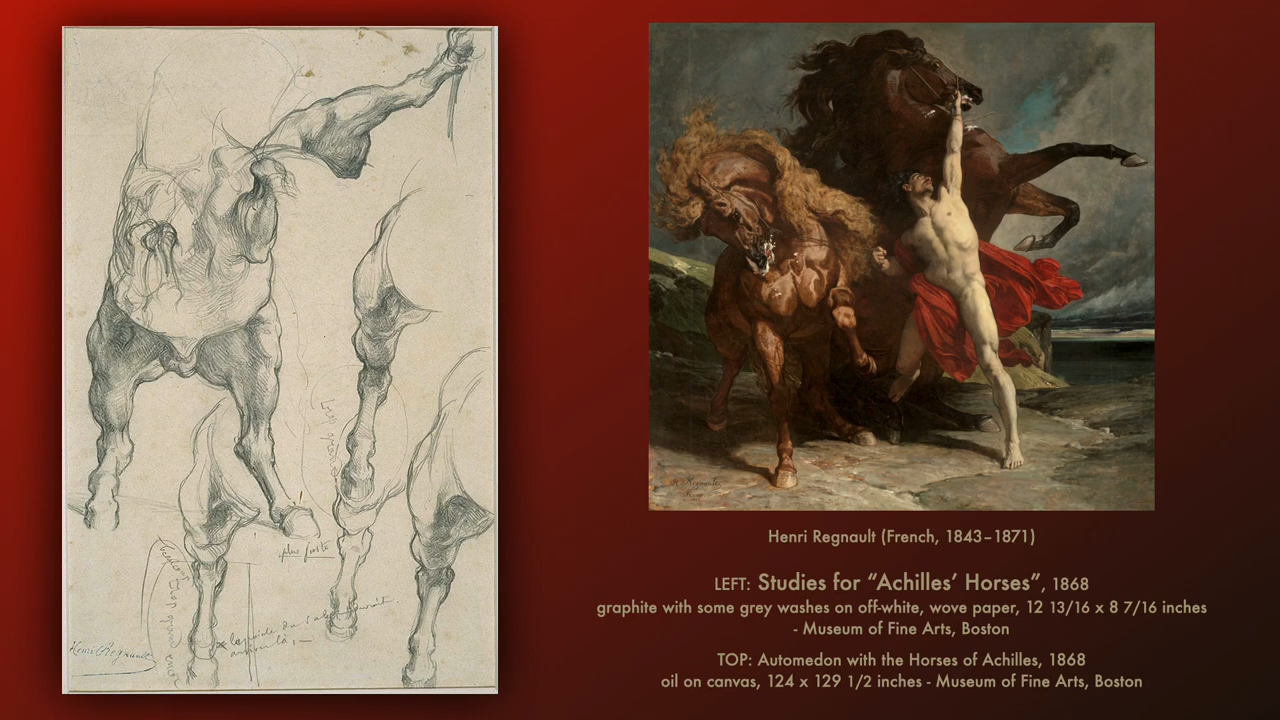 plus forte
Henri Regnault
Henri Regnault (French, 1843–1871)
LEFT: Studies for “Achilles’ Horses”, 1868
graphite with some grey washes on off-white, wove paper, 12 13/16 x 8 7/16 inches
- Museum of Fine Arts, Boston
TOP: Automedon with the Horses of Achilles, 1868
oil on canvas, 124 x 129 1/2 inches - Museum of Fine Arts, Boston